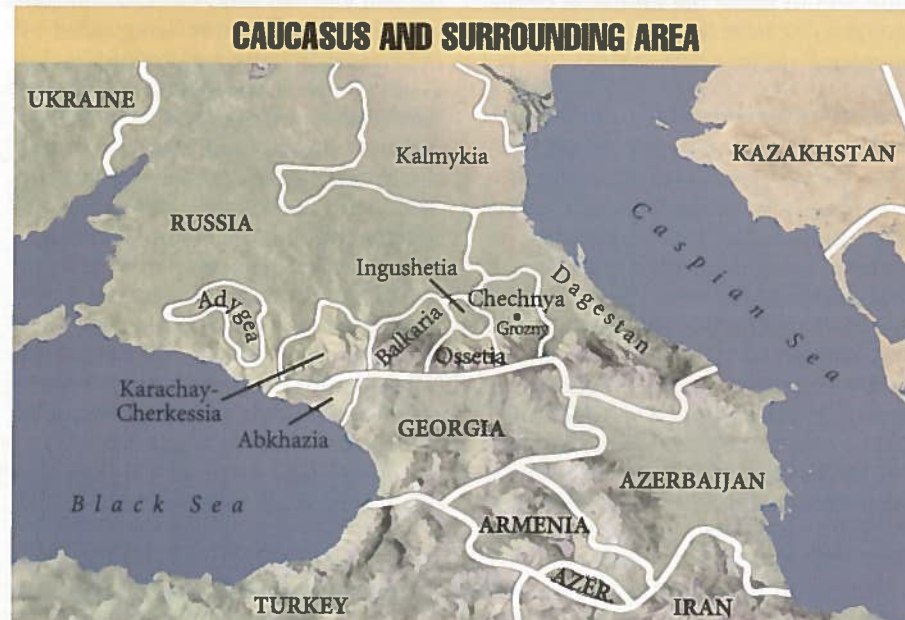 CAUCASUS AND SURROUNDING AREA
UKRAINE
Kalmykia
KAZAKHSTAN
RUSSIA
Caspian Sea
Ingushetia
Dagestan
Chechnya
Adygea
Grozny
Balkaria
Ossetia
Karachay-
Cherkessia
Abkhazia
GEORGIA
AZERBAIJAN
Black Sea
ARMENIA
AZER.
TURKEY
IRAN